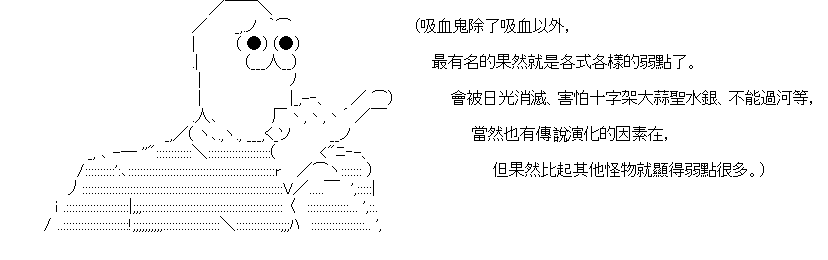 (吸血鬼除了吸血以外,
最有名的果然就是各式各樣的弱點了。
會被日光消滅、害怕十字架大蒜聖水銀、不能過河等,
當然也有傳說演化的因素在,
但果然比起其他怪物就顯得弱點很多。)